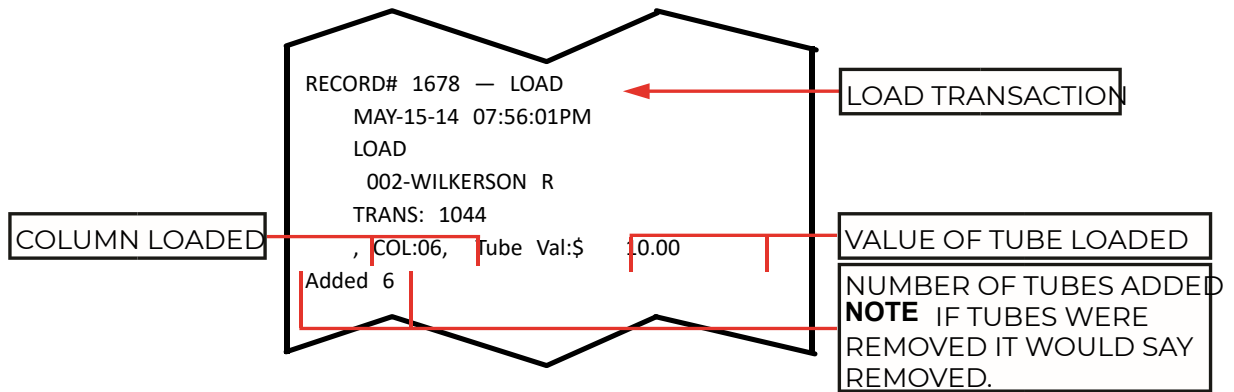 RECORD# 1678 — LOAD
MAY-15-14 07:56:01PM
LOAD
002-WILKERSON R
TRANS: 1044
, COL:06, Tube Val:$ 10.00
Added 6
LOAD TRANSACTION
COLUMN LOADED
VALUE OF TUBE LOADED
NUMBER OF TUBES ADDED
NOTE IF TUBES WERE
REMOVED IT WOULD SAY
REMOVED.